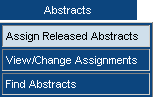 Abstracts
Assign Released Abstracts
View/Change Assignments
Find Abstracts